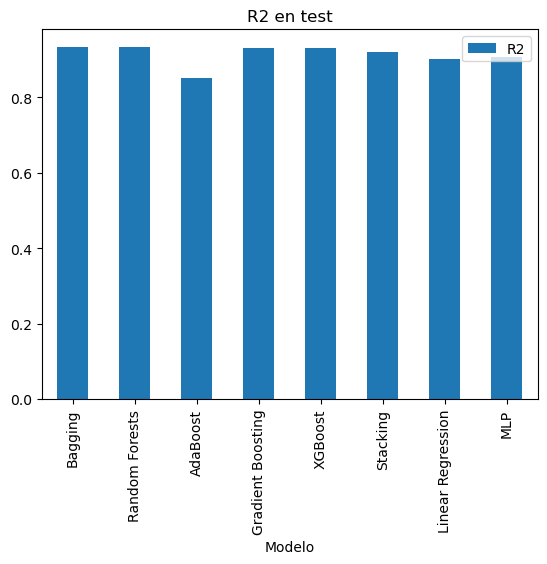 R2 en test
R2
0.8
0.6
0.4
0.2
0.0
Bagging
Random Forests
AdaBoost
Gradient Boosting
XGBoost
Stacking
Linear Regression
MLP
Modelo